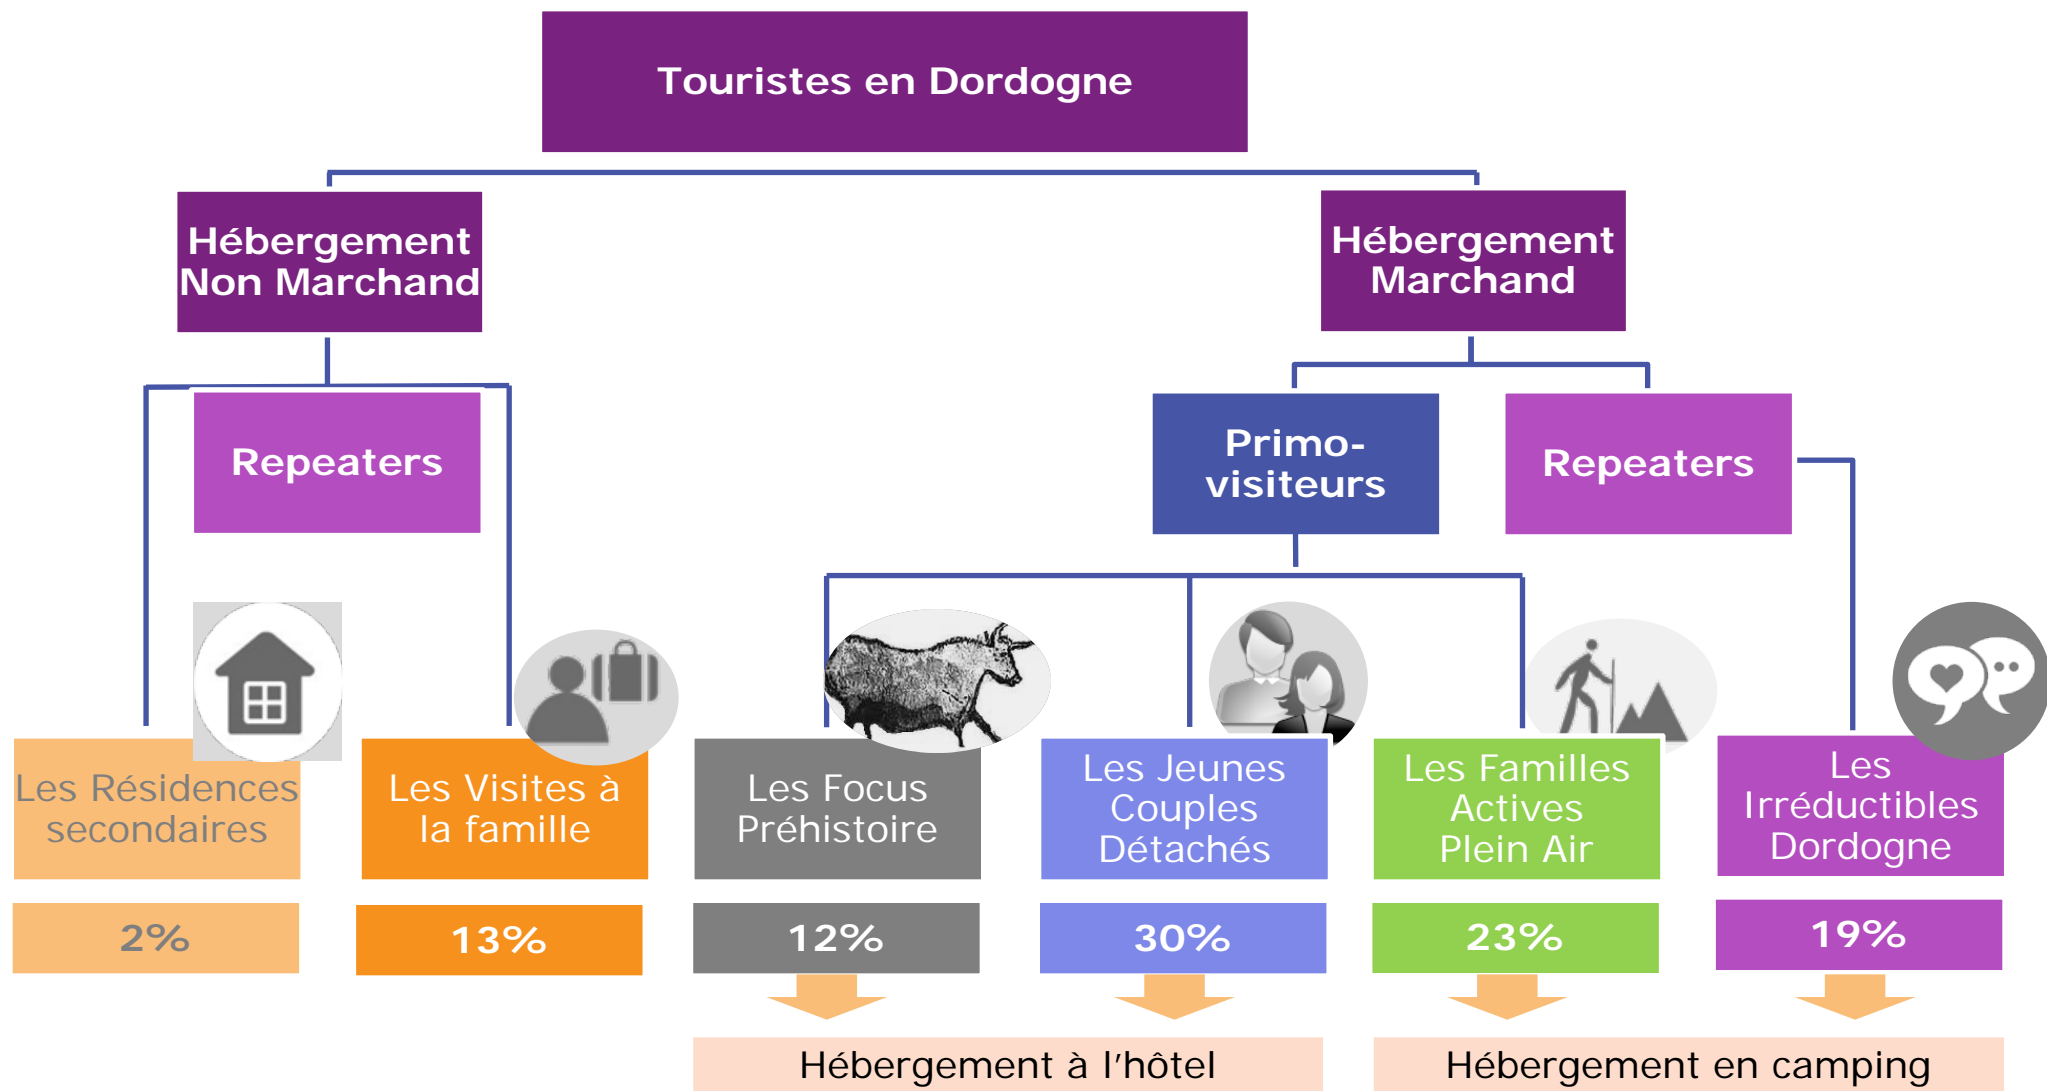 Touristes en Dordogne
Hébergement
Non Marchand
Hébergement
Marchand
Repeaters
Primo-
visiteurs
Repeaters
Les Résidences
secondaires
Les Visites à
la famille
Les Focus
Préhistoire
Les Jeunes
Couples
Détachés
Les Familles
Actives
Plein Air
Les
Irréductibles
Dordogne
2%
13%
12%
30%
23%
19%
Hébergement à l'hôtel
Hébergement en camping